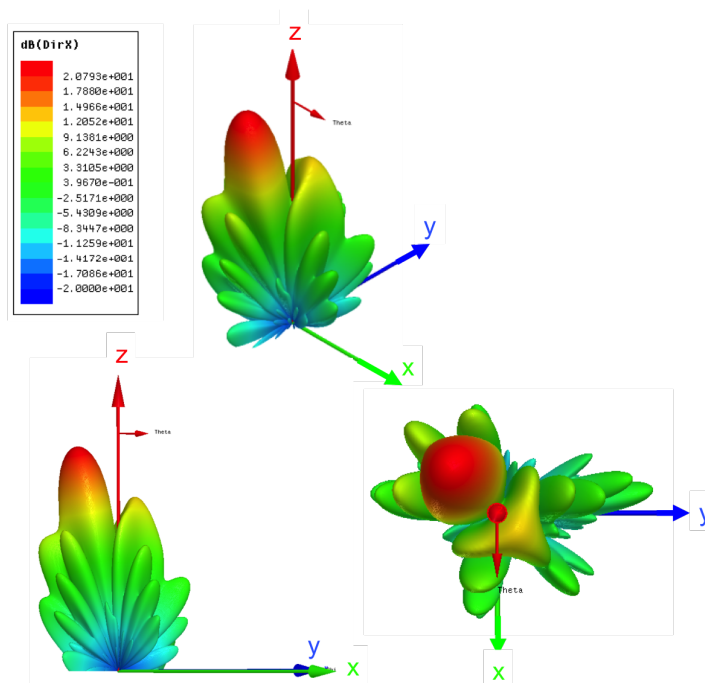 dB(DirX)
2.0793e+001
1.7880e+001
1.4966e+001
1.2052e+001
9.1381e+000
6.2243e+000
3.3105e+000
3.9670e-001
-2.5171e+000
-5.4309e+000
-8.3447e+000
-1.1259e+001
-1.4172e+001
-1.7086e+001
-2.0000e+001
z
Theta
y
x
z
Theta
y
x
y
Theta
x